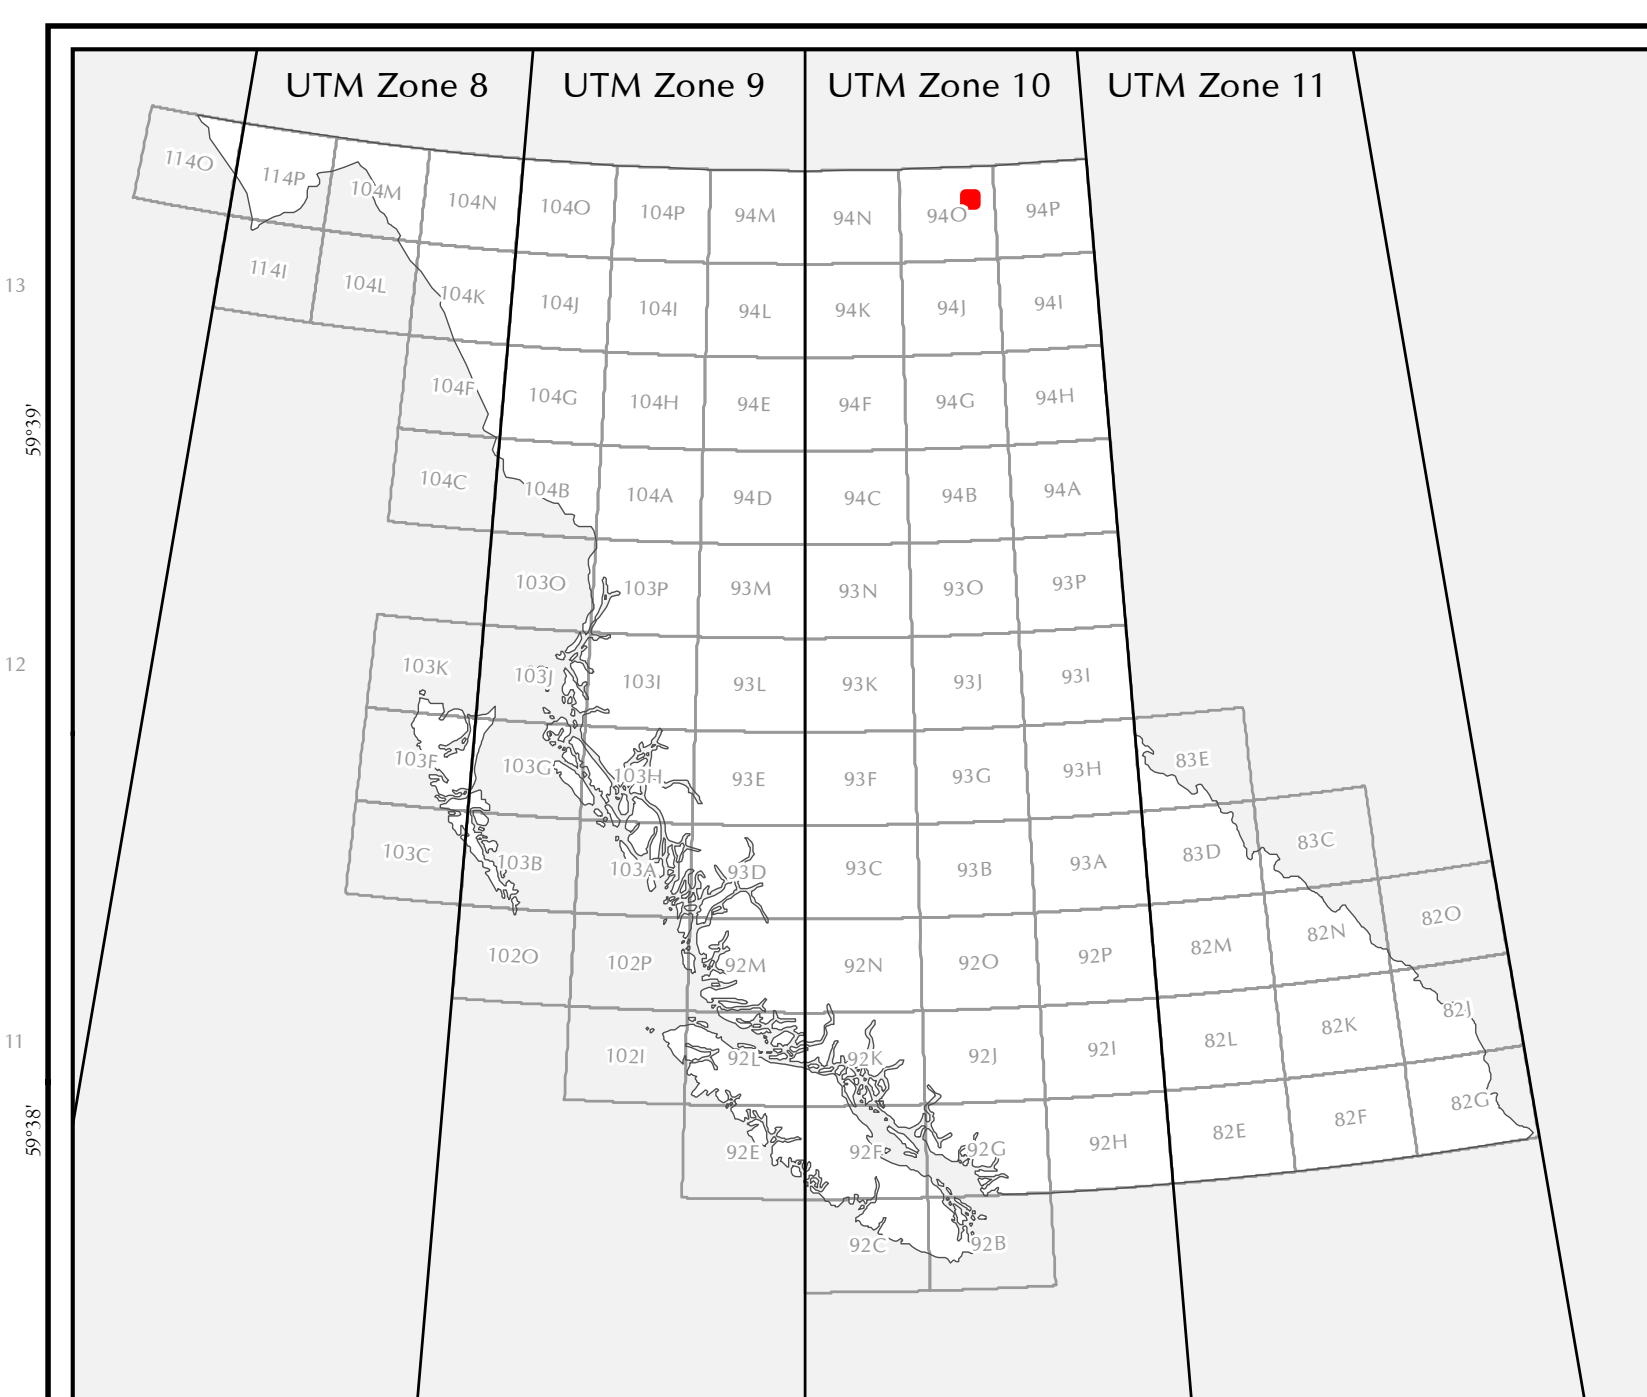 UTM Zone 8 UTM Zone 9 UTM Zone 10 UTM Zone 11
114O 114P 104M 104N 104O 104P 94M 94N 94O 94P
13 114I 104L 104K 104J 104I 94L 94K 94J 94I
59°39'
104F 104G 104H 94E 94F 94G 94H
104C 104B 104A 94D 94C 94B 94A
103O 103P 93M 93N 93O 93P
12 103K 103J 103I 93L 93K 93J 93I
103F 103G 103H 93E 93F 93G 93H 83E
103C 103B 103A 93D 93C 93B 93A 83D 83C
102O 102P 92M 92N 92O 92P 82M 82N 82O
11 102I 92L 92K 92J 92I 82L 82K 82J
59°38'
92E 92F 92G 92H 82E 82F 82G
92C 92B